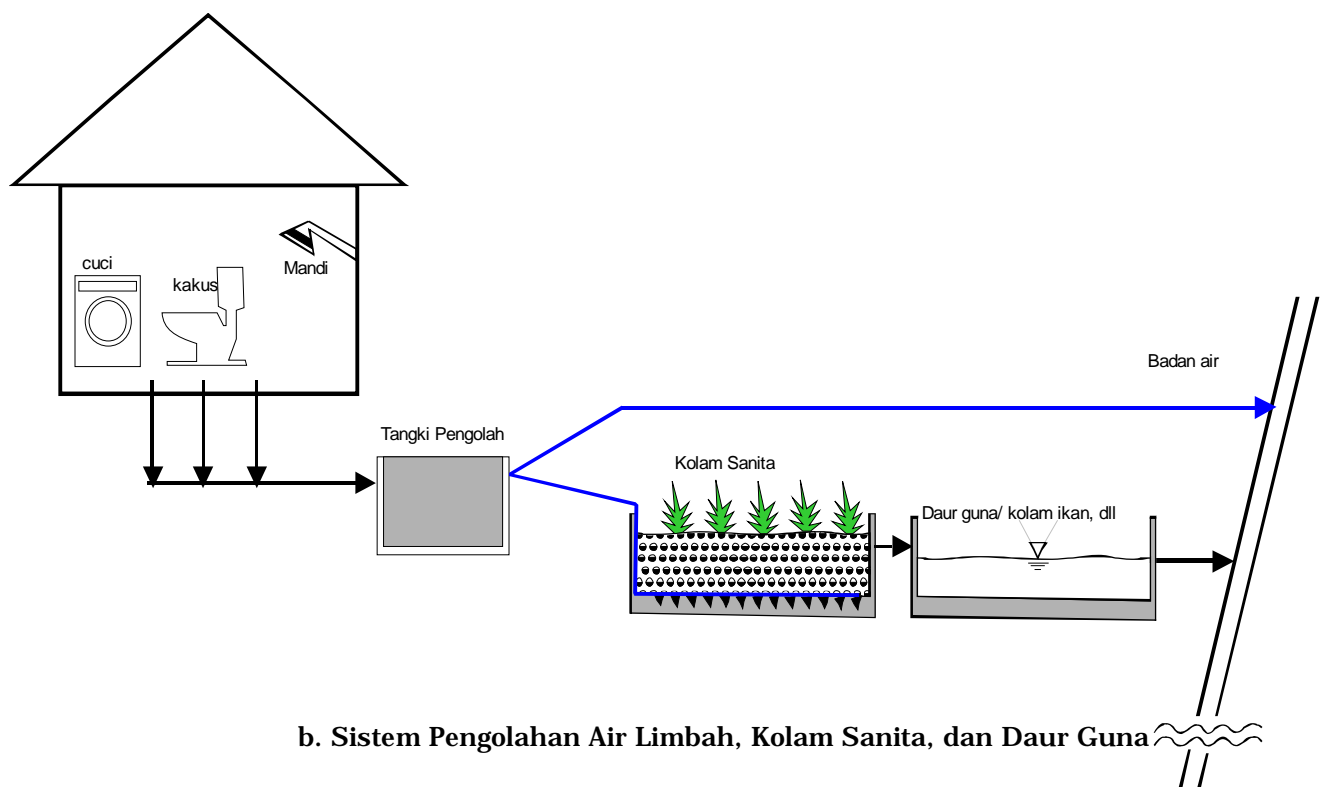 cuci
kakus
Mandi
Badan air
Tangki Pengolah
Kolam Sanita
Daur guna/ kolam ikan, dll
b. Sistem Pengolahan Air Limbah, Kolam Sanita, dan Daur Guna